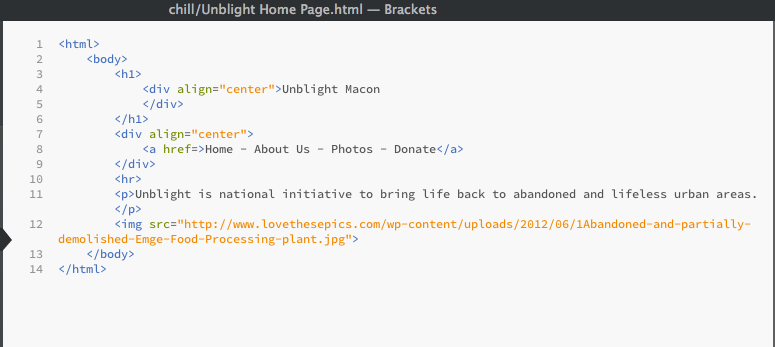 chill/Unblight Home Page.html — Brackets
1 <html>
2 <body>
3 <h1>
4 <div align="center">Unblight Macon
5 </div>
6 </h1>
7 <div align="center">
8 <a href=>Home - About Us - Photos - Donate</a>
9 </div>
10 <hr>
11 <p>Unblight is national initiative to bring life back to abandoned and lifeless urban areas.
</p>
12 <img src="http://www.lovethesepics.com/wp-content/uploads/2012/06/1Abandoned-and-partially-
demolished-Emge-Food-Processing-plant.jpg">
13 </body>
14 </html>